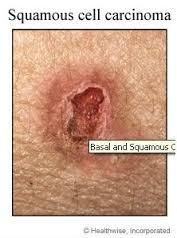 Squamous cell carcinoma
Basal and Squamous C
© Healthwise, Incorporated